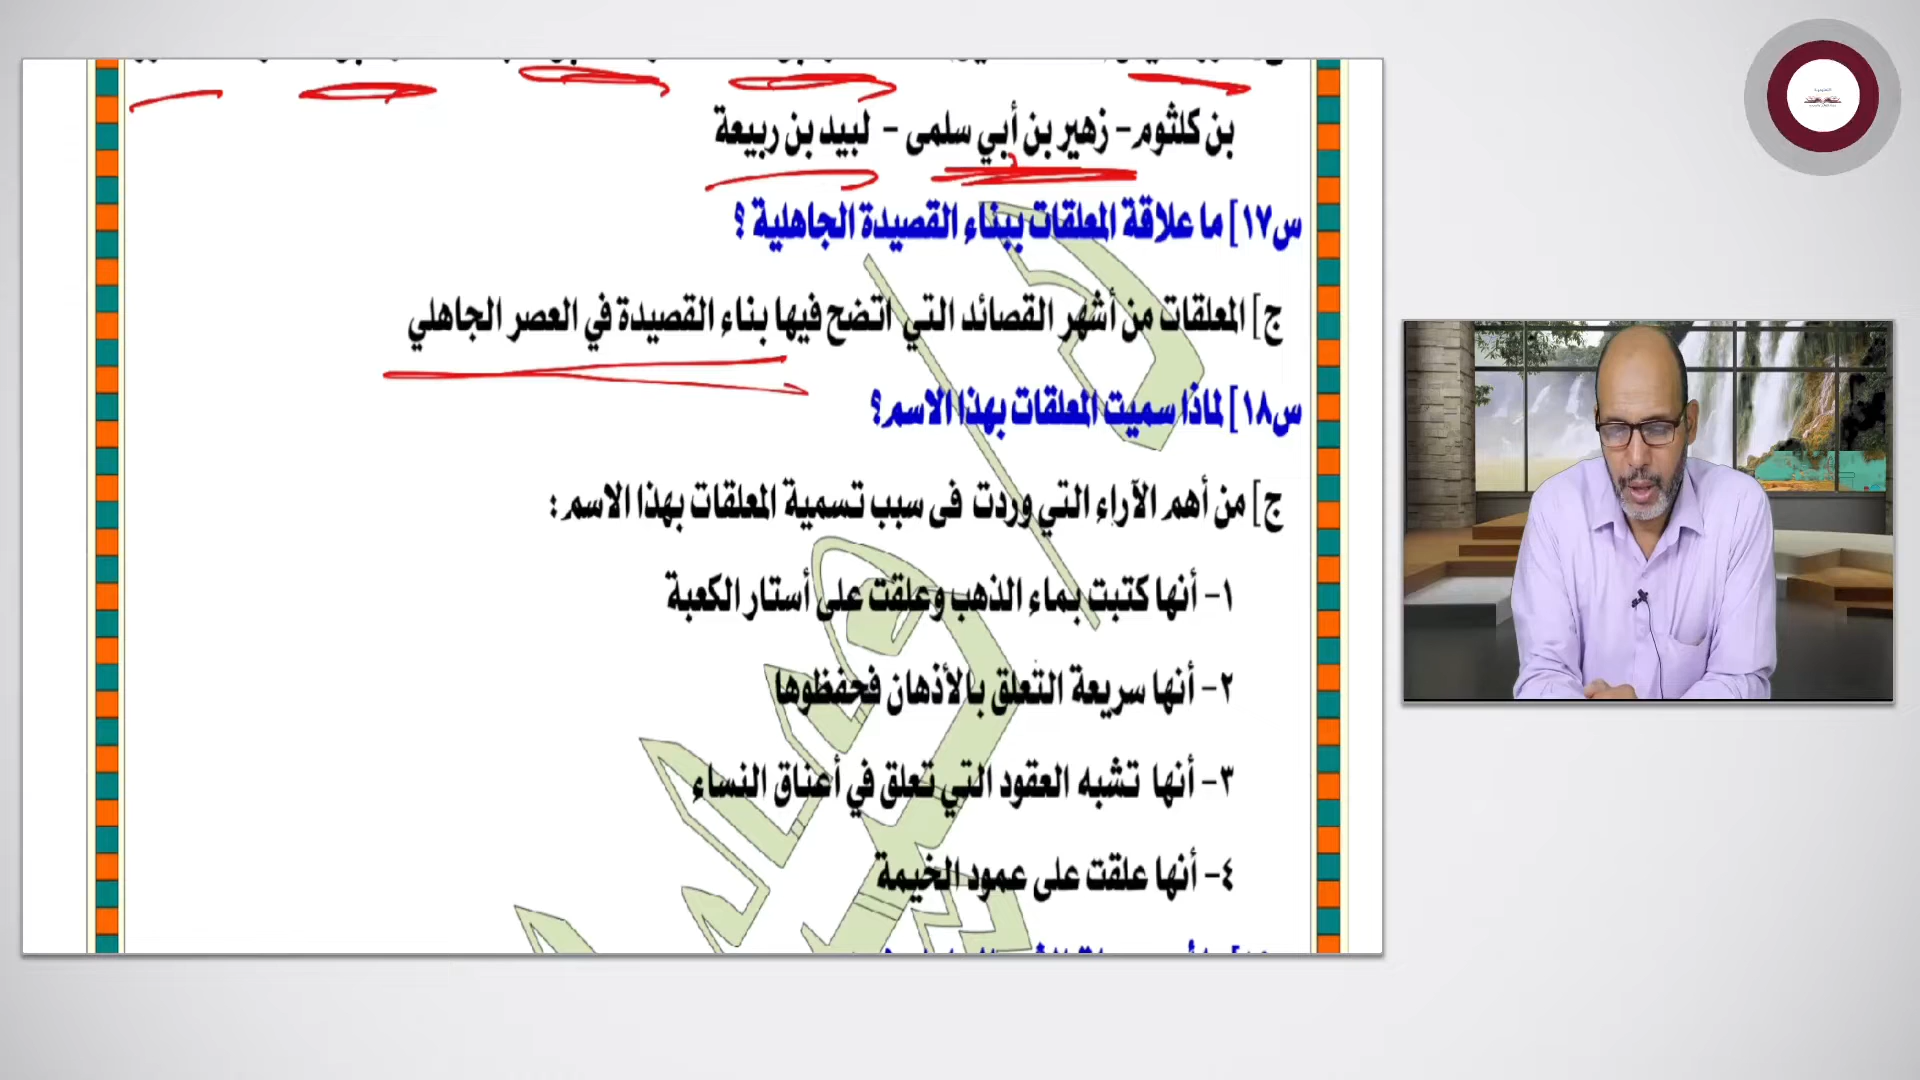 بن كلثوم- زهير بن أبي سلمى - لبيد بن ربيعة
س١٧] ما علاقة المعلقات ببناء القصيدة الجاهلية ؟
ج] المعلقات من أشهر القصائد التي اتضح فيها بناء القصيدة في العصر الجاهلي
س١٨] لماذا سميت المعلقات بهذا الاسم؟
ج] من أهم الآراء التي وردت فى سبب تسمية المعلقات بهذا الاسم:
١- أنها كتبت بماء الذهب وعلقت على أستار الكعبة
٢- أنها سريعة التعلق بالأذهان فحفظوها
٣- أنها تشبه العقود التي تعلق في أعناق النساء
٤- أنها علقت على عمود الخيمة